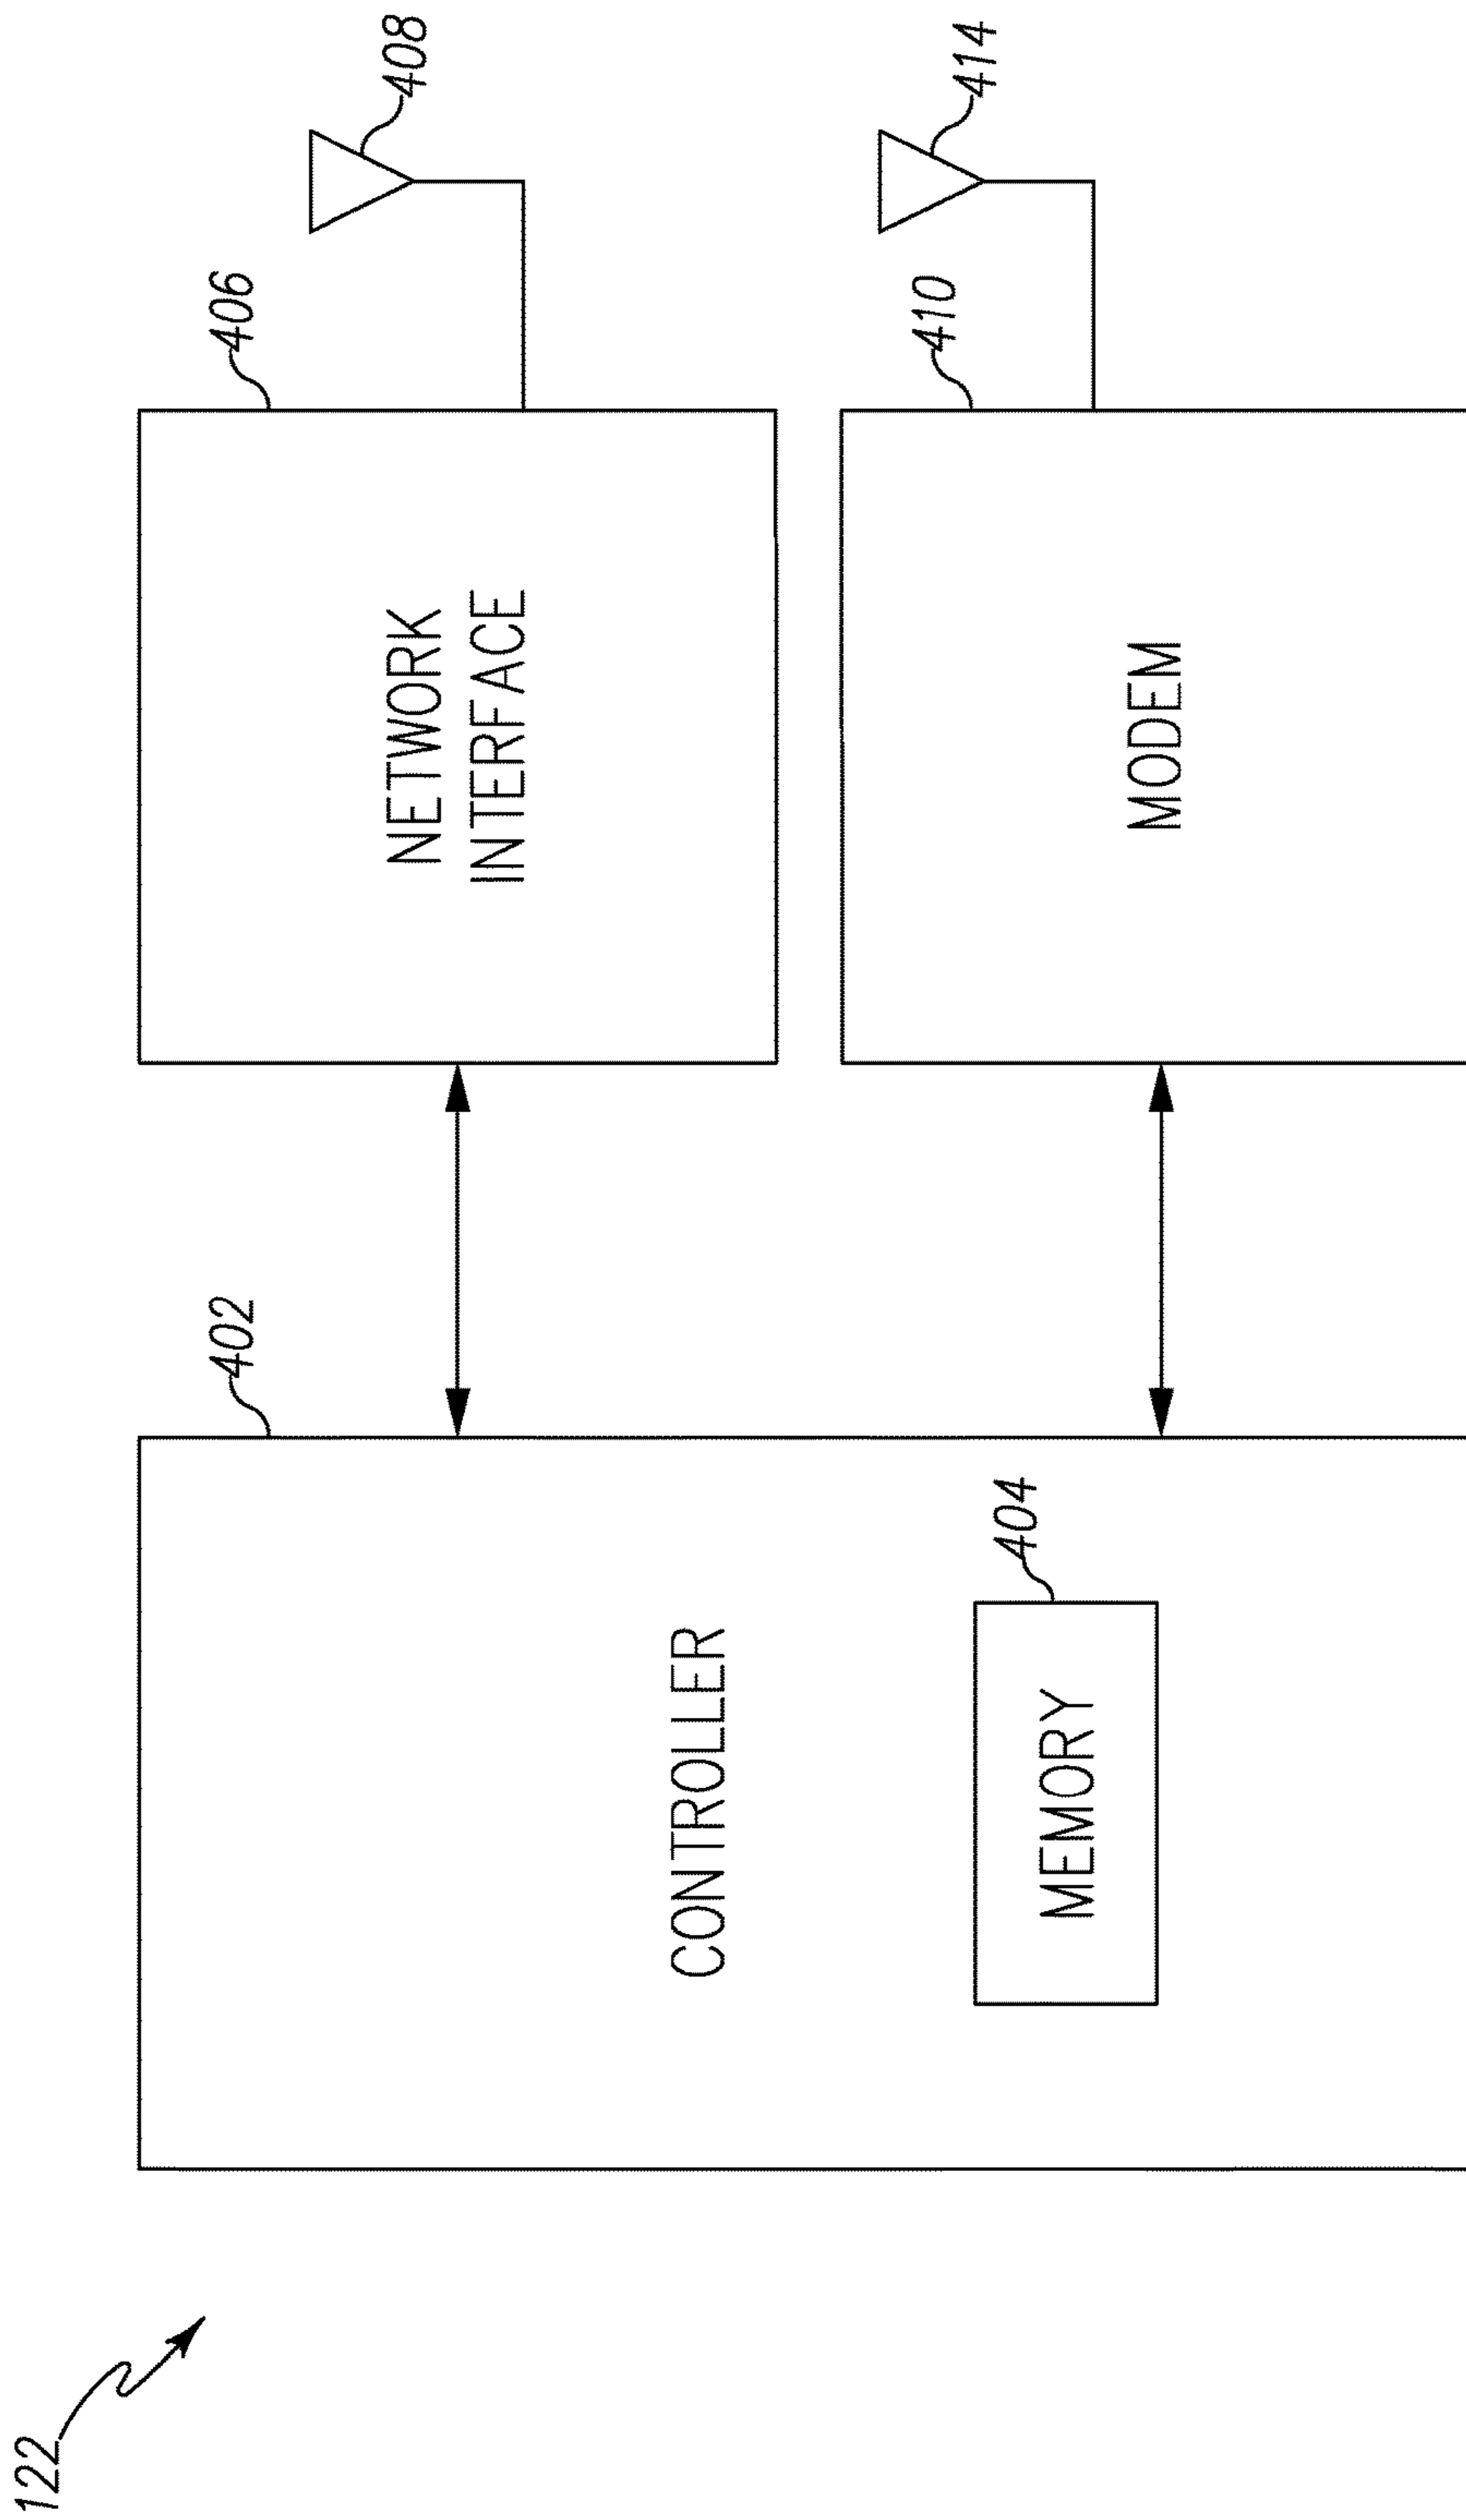 122
402
CONTROLLER
404
MEMORY
406
NETWORK
INTERFACE
408
410
MODEM
414